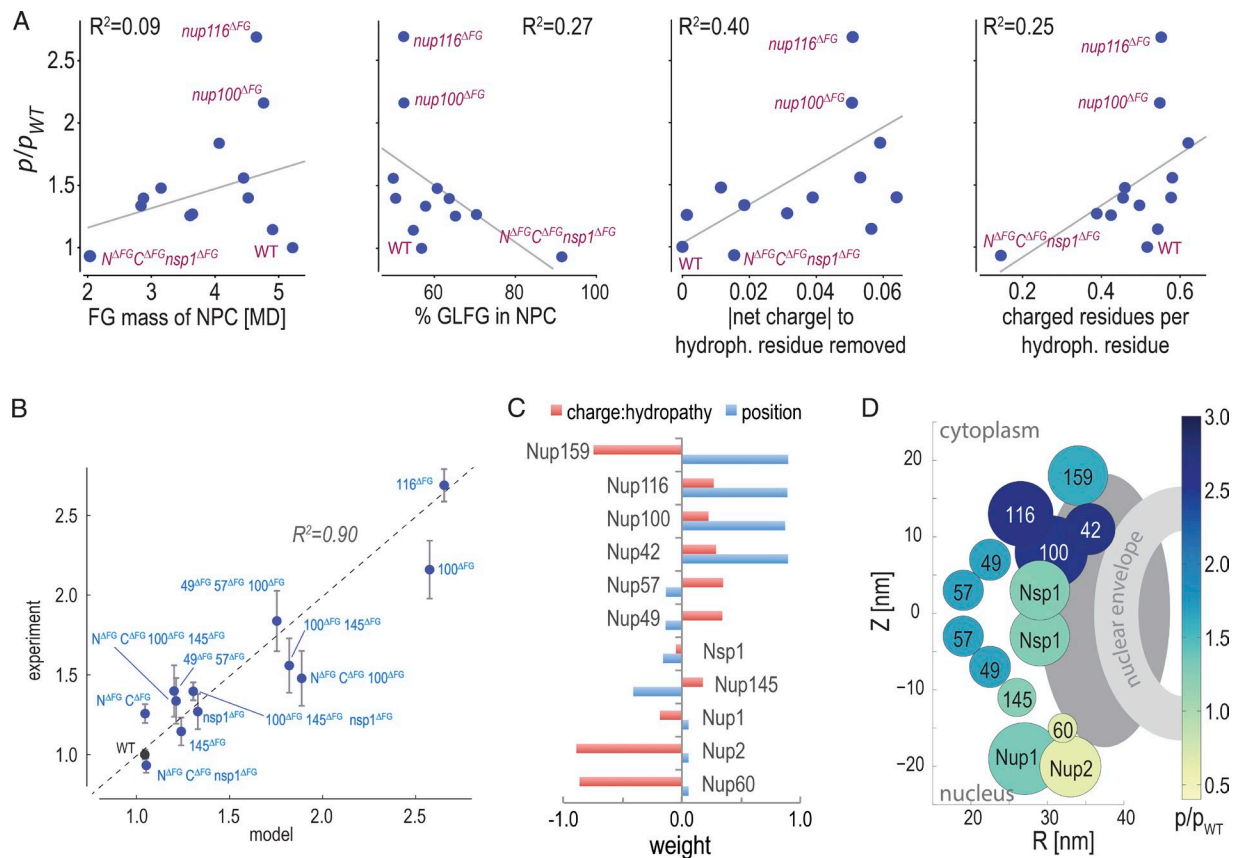 A
R²=0.09
nup116ΔFG
nup100ΔFG
NΔFGCΔFGnsp1ΔFG
WT
p/pWT
2.5
2
1.5
1
2
3
4
5
FG mass of NPC [MD]
R²=0.27
nup116ΔFG
nup100ΔFG
NΔFGCΔFGnsp1ΔFG
WT
60
80
100
% GLFG in NPC
R²=0.40
nup116ΔFG
nup100ΔFG
WT
NΔFGCΔFGnsp1ΔFG
0
0.02
0.04
0.06
|net charge| to
hydroph. residue removed
R²=0.25
nup116ΔFG
nup100ΔFG
NΔFGCΔFGnsp1ΔFG
WT
0.2
0.4
0.6
charged residues per
hydroph. residue
B
experiment
2.5
2.0
1.5
1.0
116ΔFG
R²=0.90
100ΔFG
49ΔFG 57ΔFG 100ΔFG
NΔFG CΔFG 100ΔFG 145ΔFG
100ΔFG 145ΔFG
49ΔFG 57ΔFG
NΔFG CΔFG 100ΔFG
NΔFG CΔFG
nsp1ΔFG
100ΔFG 145ΔFG nsp1ΔFG
145ΔFG
WT
NΔFG CΔFG nsp1ΔFG
1.0
1.5
2.0
2.5
model
C
charge:hydropathy
position
Nup159
Nup116
Nup100
Nup42
Nup57
Nup49
Nsp1
Nup145
Nup1
Nup2
Nup60
-1.0
0.0
1.0
weight
D
cytoplasm
Z [nm]
20
10
0
−10
−20
159
116
42
100
49
57
Nsp1
Nsp1
57
49
145
60
Nup1
Nup2
nuclear envelope
nucleus
20
30
40
R [nm]
3.0
2.5
2.0
1.5
1.0
0.5
p/pWT